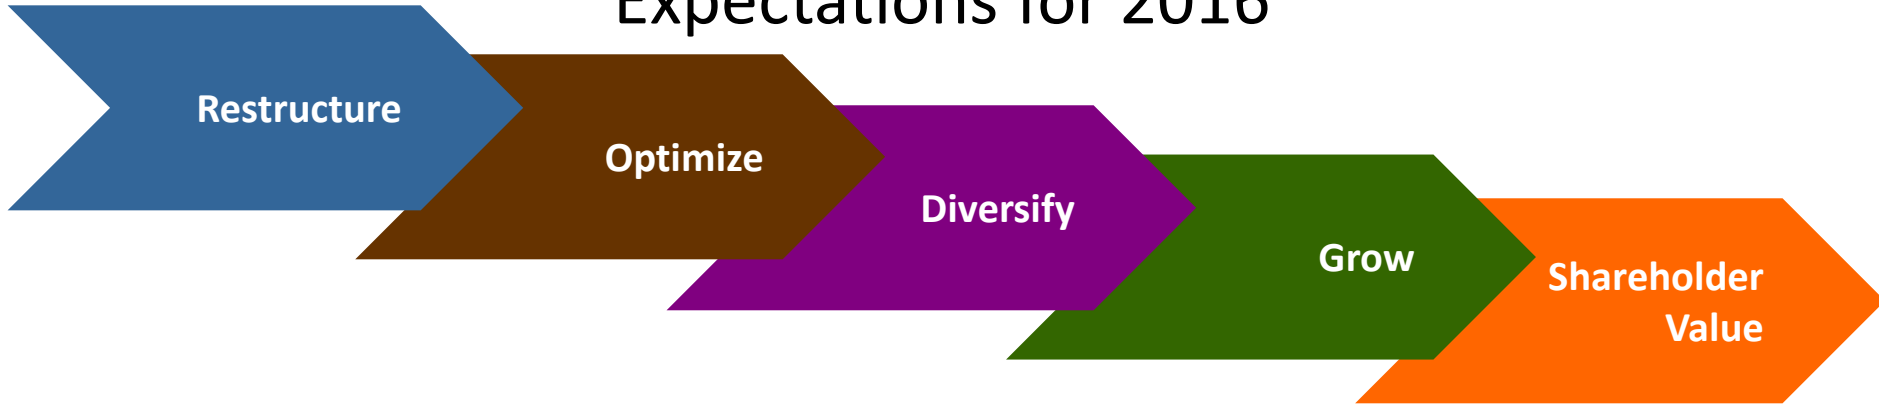 Expectations for 2016
Restructure
Optimize
Diversify
Grow
Shareholder
Value